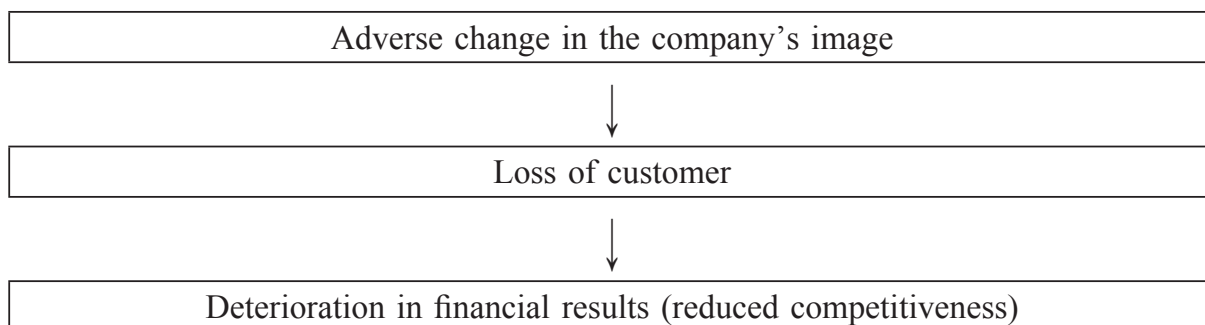 Adverse change in the company’s image
Loss of customer
Deterioration in financial results (reduced competitiveness)